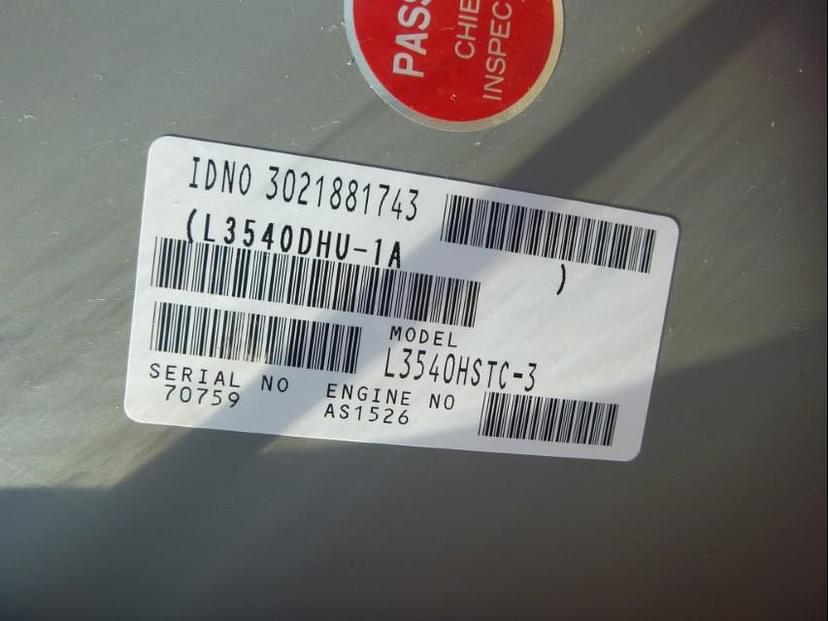 PASS
CHIE
INSPEC
IDNO 3021881743
(L3540DHU-1A )
MODEL
L3540HSTC-3
SERIAL NO ENGINE NO
70759 AS1526